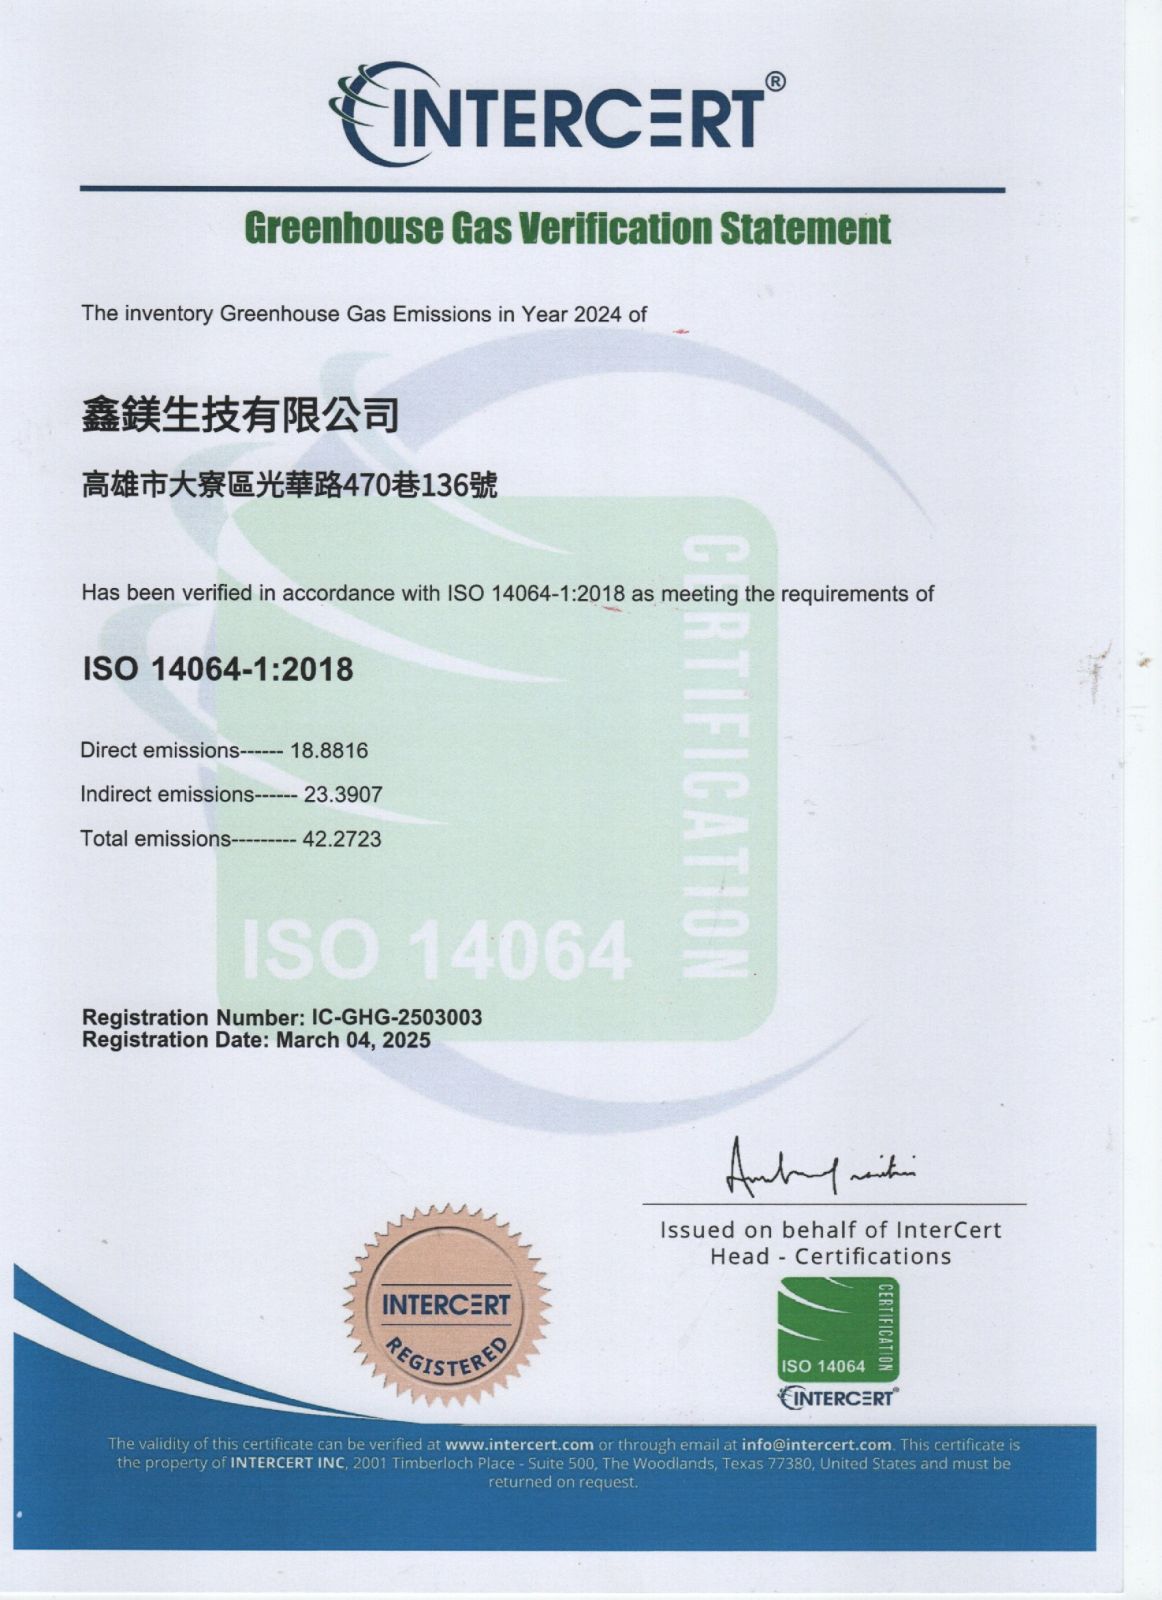 INTERCERT®
Greenhouse Gas Verification Statement
The inventory Greenhouse Gas Emissions in Year 2024 of
鑫鎂生技有限公司
高雄市大寮區光華路470巷136號
Has been verified in accordance with ISO 14064-1:2018 as meeting the requirements of
ISO 14064-1:2018
Direct emissions------ 18.8816
Indirect emissions------ 23.3907
Total emissions--------- 42.2723
CERTIFICATION
ISO 14064
Registration Number: IC-GHG-2503003
Registration Date: March 04, 2025
Issued on behalf of InterCert
Head - Certifications
INTERCERT
REGISTERED
CERTIFICATION
ISO 14064
INTERCERT®
The validity of this certificate can be verified at www.intercert.com or through email at info@intercert.com. This certificate is
the property of INTERCERT INC, 2001 Timberloch Place - Suite 500, The Woodlands, Texas 77380, United States and must be
returned on request.